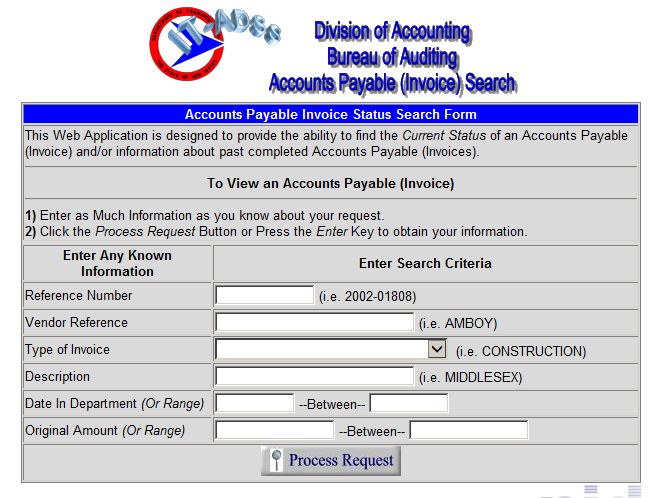 IT-ADPS
Division of Accounting
Bureau of Auditing
Accounts Payable (Invoice) Search
Accounts Payable Invoice Status Search Form
This Web Application is designed to provide the ability to find the Current Status of an Accounts Payable
(Invoice) and/or information about past completed Accounts Payable (Invoices).
To View an Accounts Payable (Invoice)
1) Enter as Much Information as you know about your request.
2) Click the Process Request Button or Press the Enter Key to obtain your information.
Enter Any Known
Information
Enter Search Criteria
Reference Number (i.e. 2002-01808)
Vendor Reference (i.e. AMBOY)
Type of Invoice (i.e. CONSTRUCTION)
Description (i.e. MIDDLESEX)
Date In Department (Or Range) --Between--
Original Amount (Or Range) --Between--
Process Request